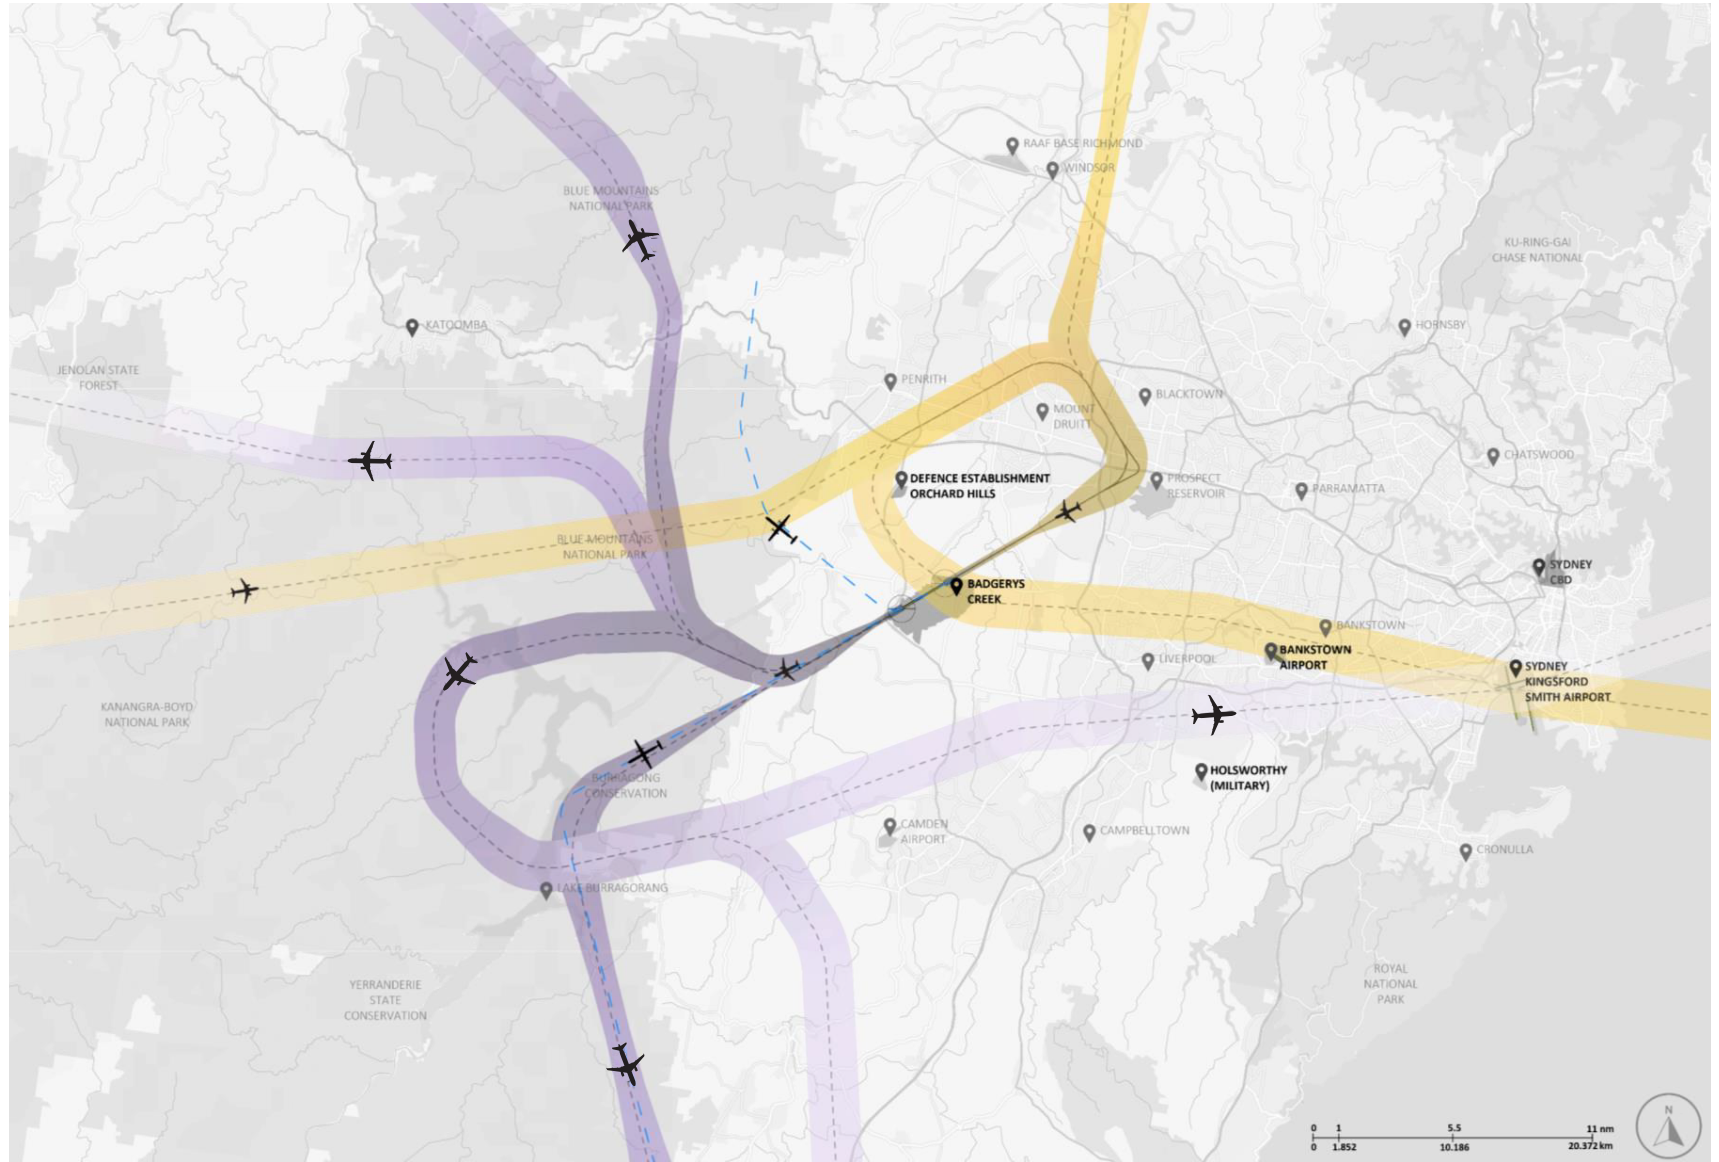 RAAF BASE RICHMOND
WINDSOR
BLUE MOUNTAINS
NATIONAL PARK
KU-RING-GAI
CHASE NATIONAL
KATOOMBA
HORNSBY
JENOLAN STATE
FOREST
PENRITH
BLACKTOWN
MOUNT
DRUITT
CHATSWOOD
DEFENCE ESTABLISHMENT
ORCHARD HILLS
PROSPECT
RESERVOIR
PARRAMATTA
BLUE MOUNTAINS
NATIONAL PARK
SYDNEY
CBD
BADGERYS
CREEK
BANKSTOWN
BANKSTOWN
AIRPORT
LIVERPOOL
SYDNEY
KINGSFORD
SMITH AIRPORT
KANANGRA-BOYD
NATIONAL PARK
HOLSWORTHY
(MILITARY)
BURRAGONG
CONSERVATION
CAMDEN
AIRPORT
CAMPBELLTOWN
CRONULLA
LAKE BURRAGORANG
ROYAL
NATIONAL
PARK
YERRANDERIE
STATE
CONSERVATION
N
0 1 5.5 11 nm
0 1.852 10.186 20.372 km